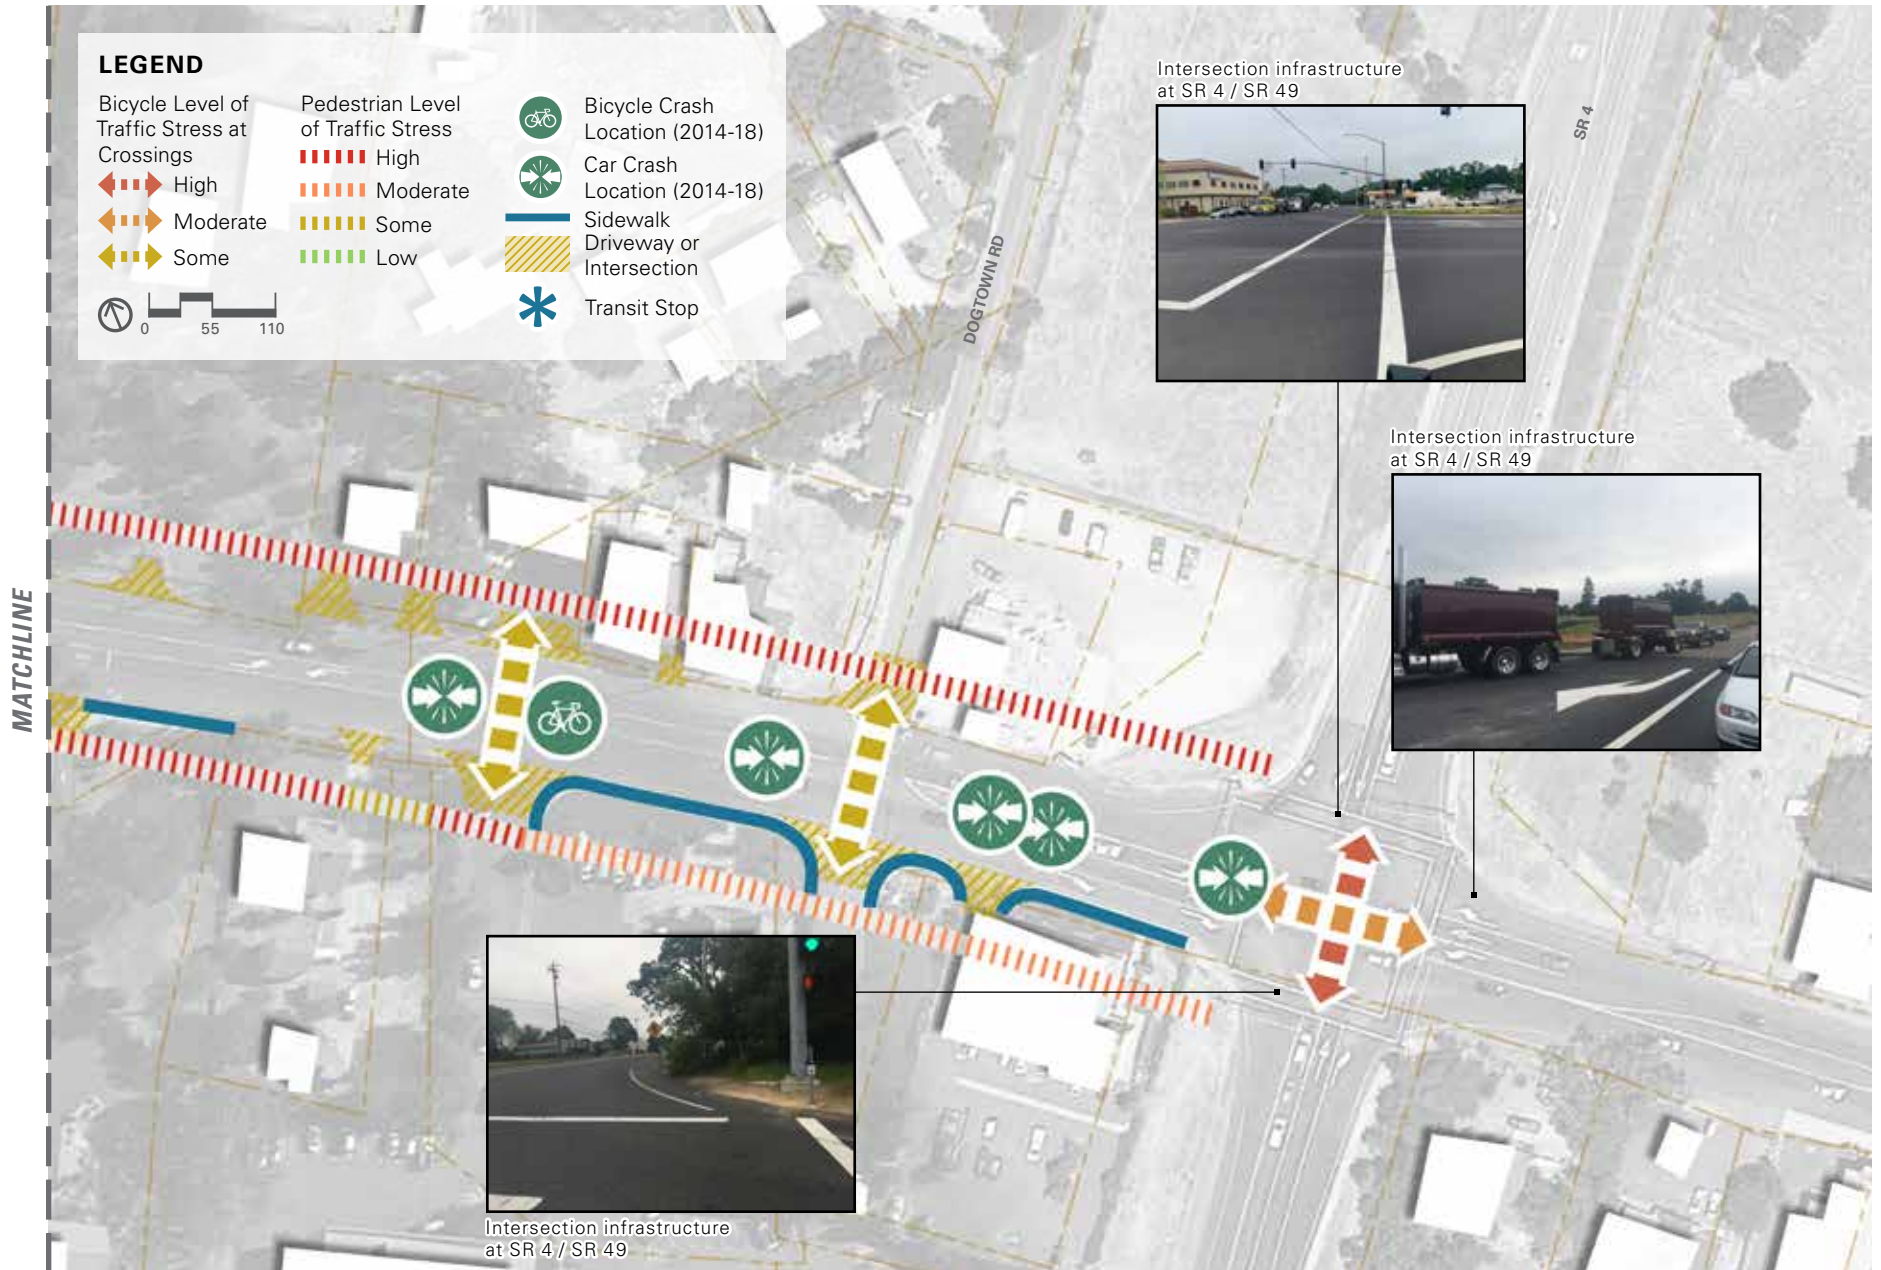 LEGEND
Bicycle Level of
Traffic Stress at
Crossings
High
Moderate
Some
0 55 110
Pedestrian Level
of Traffic Stress
High
Moderate
Some
Low
Bicycle Crash
Location (2014-18)
Car Crash
Location (2014-18)
Sidewalk
Driveway or
Intersection
Transit Stop
Intersection infrastructure
at SR 4 / SR 49
SR 4
DOGTOWN RD
Intersection infrastructure
at SR 4 / SR 49
MATCHLINE
Intersection infrastructure
at SR 4 / SR 49